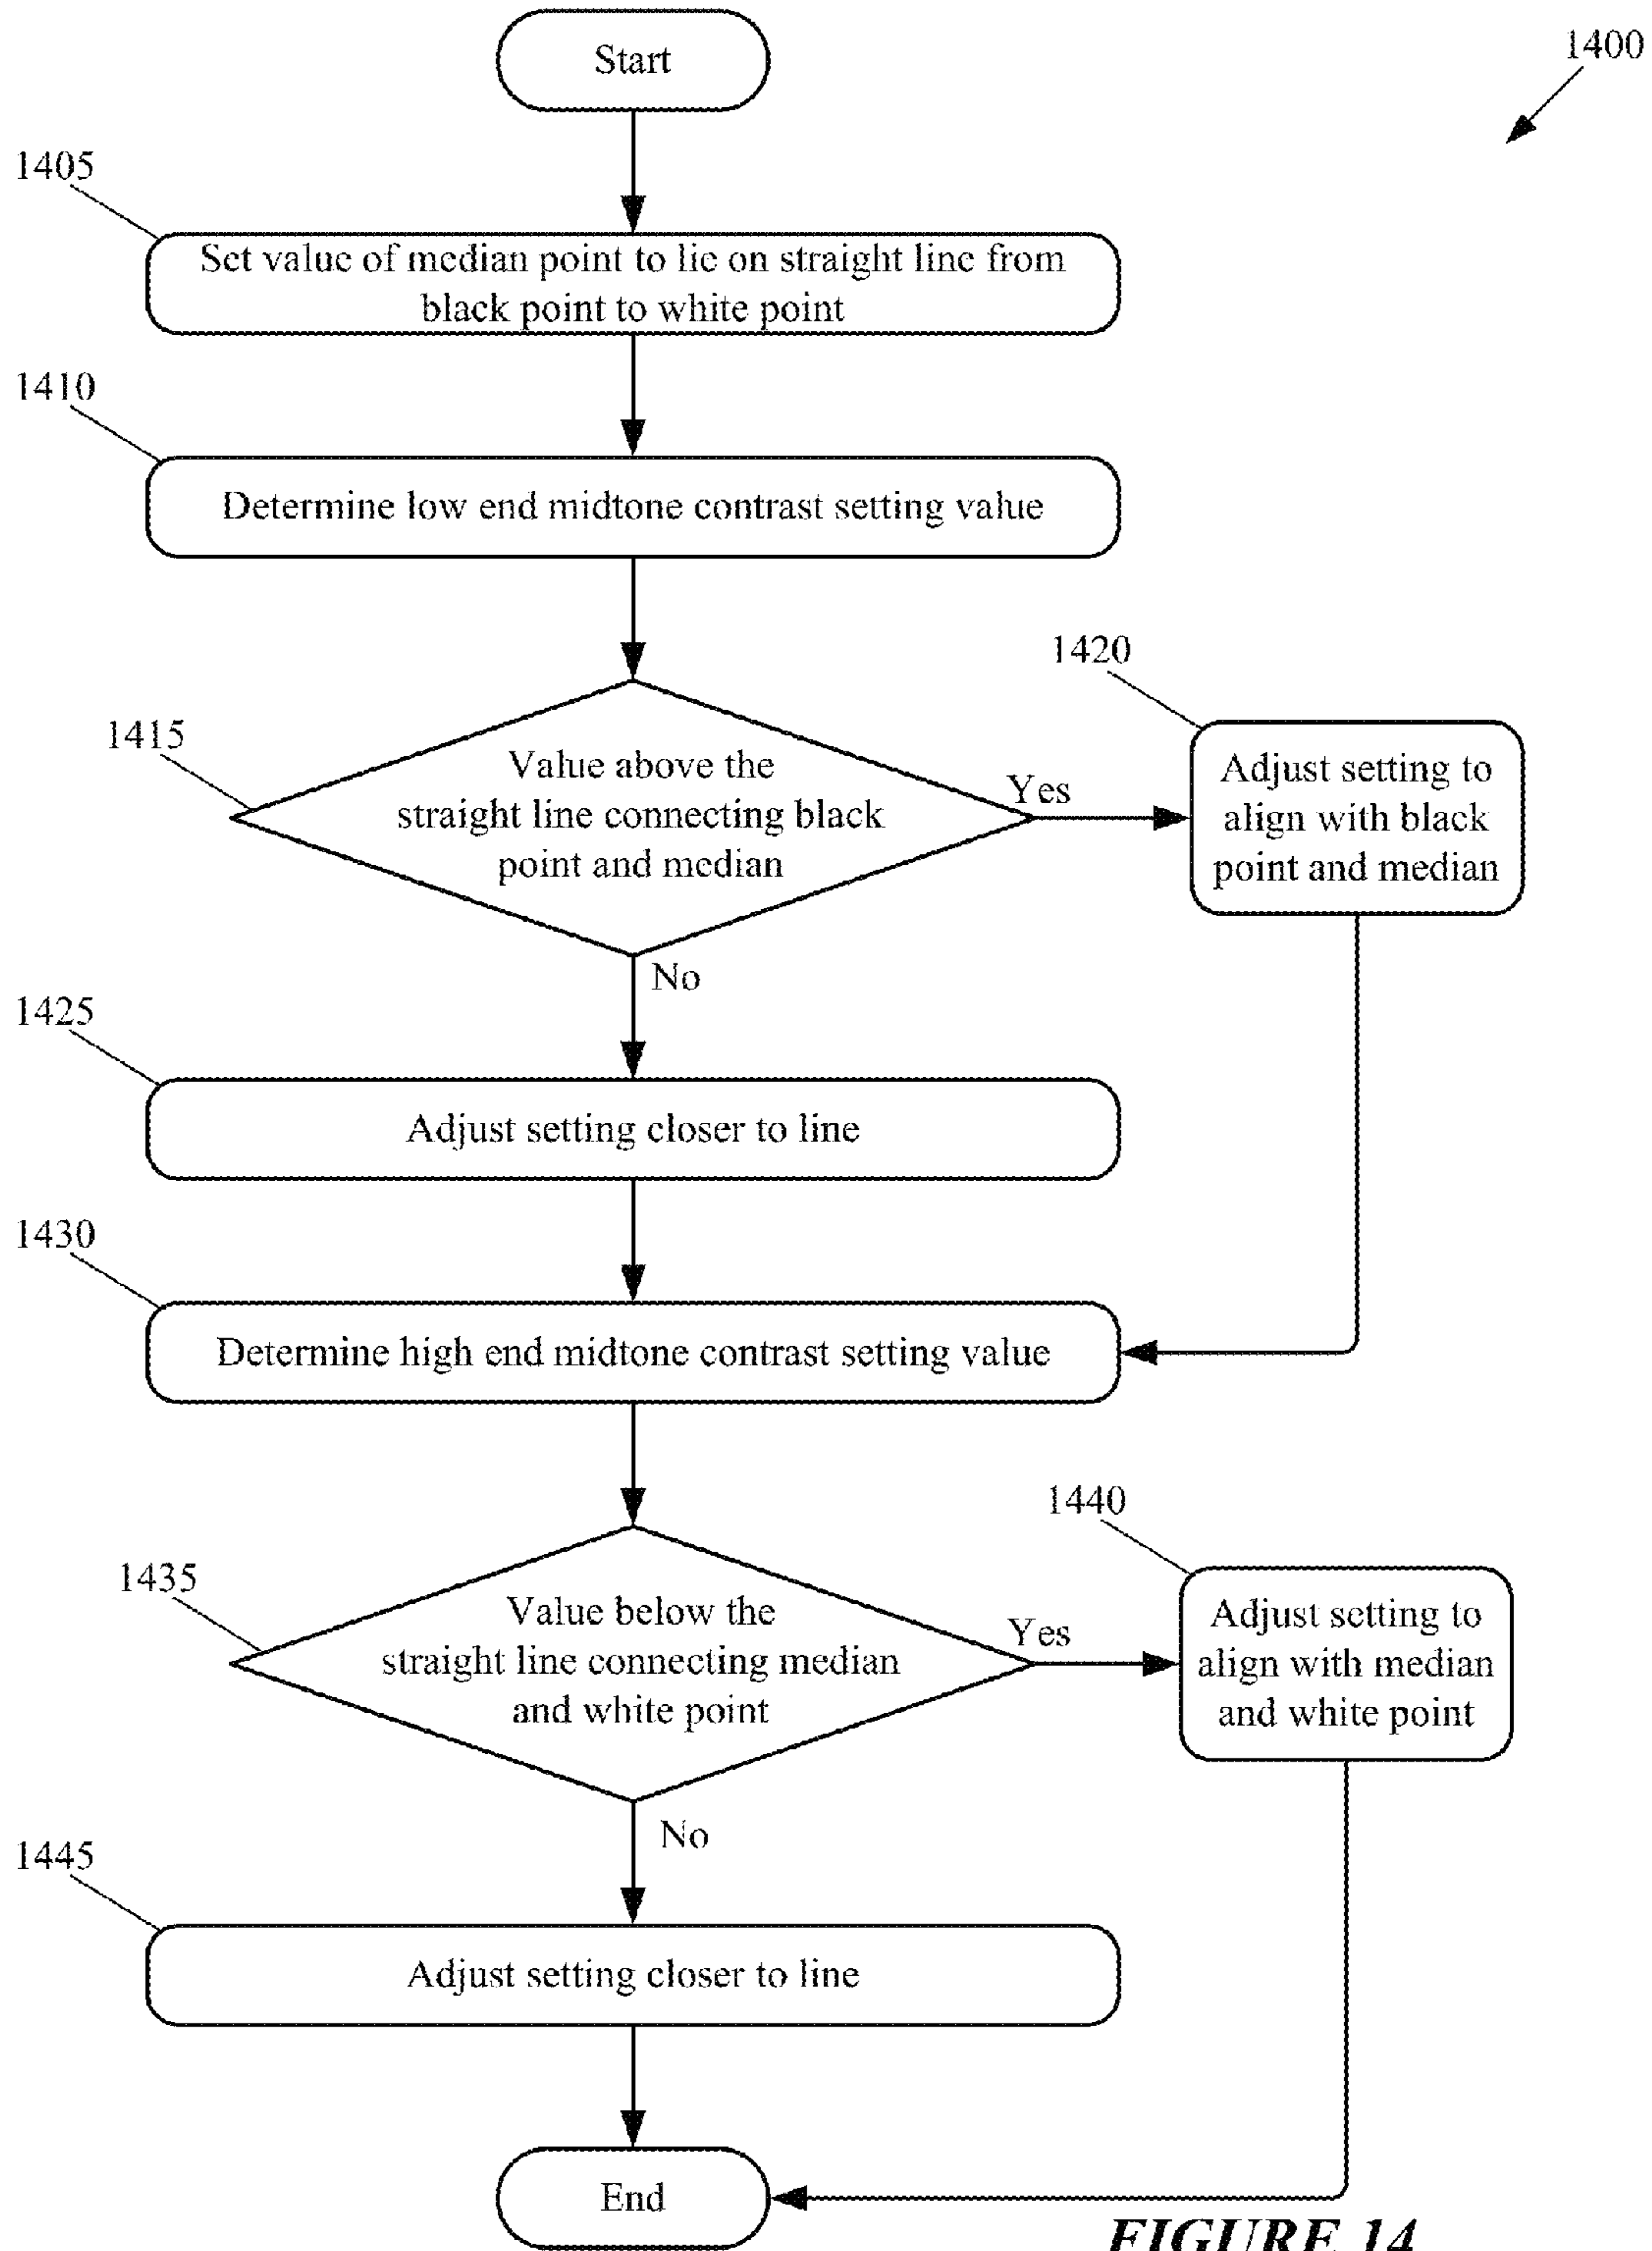 Start
1400
1405
Set value of median point to lie on straight line from
black point to white point
1410
Determine low end midtone contrast setting value
1415
Value above the
straight line connecting black
point and median
Yes
1420
Adjust setting to
align with black
point and median
No
1425
Adjust setting closer to line
1430
Determine high end midtone contrast setting value
1435
Value below the
straight line connecting median
and white point
Yes
1440
Adjust setting to
align with median
and white point
No
1445
Adjust setting closer to line
End
FIGURE 14